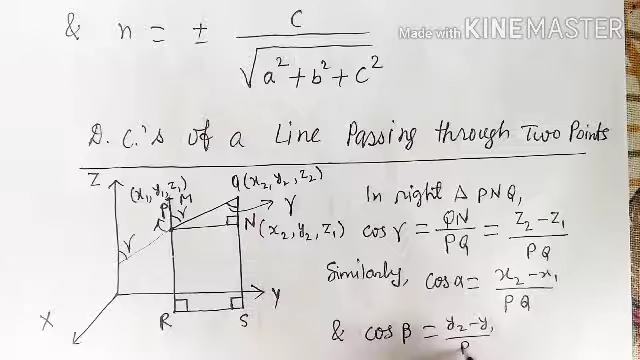 Made with KINEMASTER
& n = ± c / √(a² + b² + c²)
D.C.'s of a Line Passing through Two Points
Z
(x₁, y₁, z₁)
M
Q(x₂, y₂, z₂)
P
γ
γ
Y
N(x₂, y₂, z₁)
X
R
S
Y
In right Δ PNQ,
cos γ = QN / PQ = z₂ − z₁ / PQ
Similarly, cos α = x₂ − x₁ / PQ
& cos β = y₂ − y₁ / P